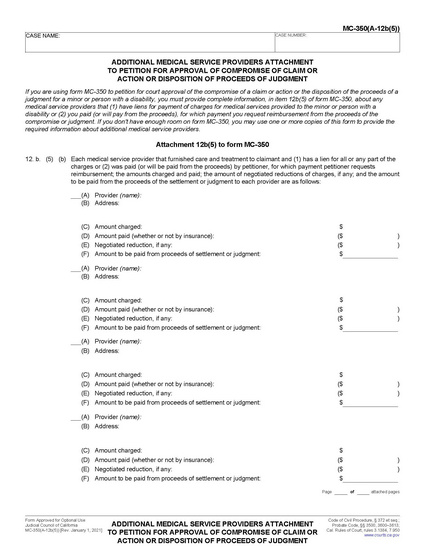 MC-350(A-12b(5))
CASE NAME:
CASE NUMBER:
ADDITIONAL MEDICAL SERVICE PROVIDERS ATTACHMENT
TO PETITION FOR APPROVAL OF COMPROMISE OF CLAIM OR
ACTION OR DISPOSITION OF PROCEEDS OF JUDGMENT
If you are using form MC-350 to petition for court approval of the compromise of a claim or action or the disposition of the proceeds of a
judgment for a minor or person with a disability, you must provide complete information, in item 12b(5) of form MC-350, about any
medical service providers that (1) have liens for payment of charges for medical services provided to the minor or person with a
disability or (2) you paid (or will pay from the proceeds), for which payment you request reimbursement from the proceeds of the
compromise or judgment. If you don't have enough room on form MC-350, you may use one or more copies of this form to provide the
required information about additional medical service providers.
Attachment 12b(5) to form MC-350
12. b. (5) (b) Each medical service provider that furnished care and treatment to claimant and (1) has a lien for all or any part of the
charges or (2) was paid (or will be paid from the proceeds) by petitioner, for which payment petitioner requests
reimbursement; the amounts charged and paid; the amount of negotiated reductions of charges, if any; and the amount
to be paid from the proceeds of the settlement or judgment to each provider are as follows:
___(A) Provider (name):
(B) Address:
(C) Amount charged: $
(D) Amount paid (whether or not by insurance): ($ )
(E) Negotiated reduction, if any: ($ )
(F) Amount to be paid from proceeds of settlement or judgment: $
___(A) Provider (name):
(B) Address:
(C) Amount charged: $
(D) Amount paid (whether or not by insurance): ($ )
(E) Negotiated reduction, if any: ($ )
(F) Amount to be paid from proceeds of settlement or judgment: $
___(A) Provider (name):
(B) Address:
(C) Amount charged: $
(D) Amount paid (whether or not by insurance): ($ )
(E) Negotiated reduction, if any: ($ )
(F) Amount to be paid from proceeds of settlement or judgment: $
___(A) Provider (name):
(B) Address:
(C) Amount charged: $
(D) Amount paid (whether or not by insurance): ($ )
(E) Negotiated reduction, if any: ($ )
(F) Amount to be paid from proceeds of settlement or judgment: $
Page ____ of ____ attached pages
Form Approved for Optional Use
Judicial Council of California
MC-350(A-12b(5)) [Rev. January 1, 2021]
ADDITIONAL MEDICAL SERVICE PROVIDERS ATTACHMENT
TO PETITION FOR APPROVAL OF COMPROMISE OF CLAIM OR
ACTION OR DISPOSITION OF PROCEEDS OF JUDGMENT
Code of Civil Procedure, § 372 et seq.;
Probate Code, §§ 3500, 3600–3613;
Cal. Rules of Court, rules 3.1384, 7.950
www.courts.ca.gov